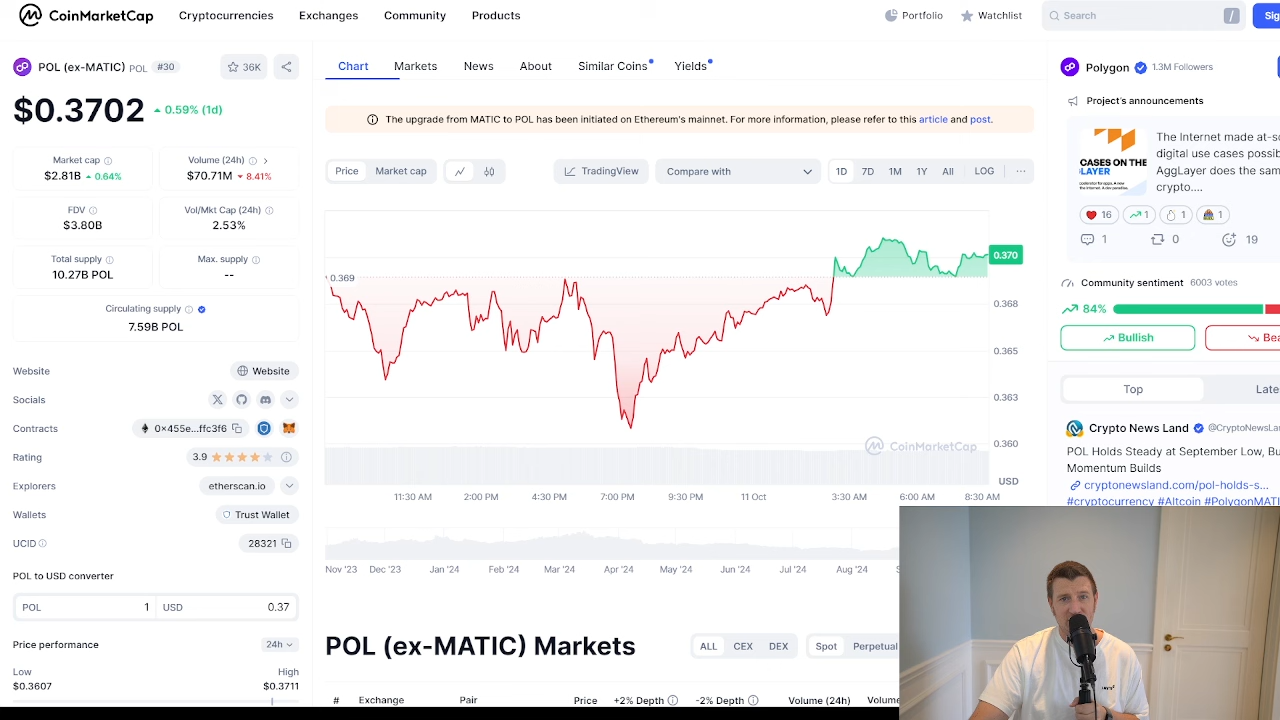 CoinMarketCap
Cryptocurrencies
Exchanges
Community
Products
Portfolio
Watchlist
Search
/
POL (ex-MATIC) POL #30
36K
$0.3702
0.59% (1d)
Market cap
$2.81B 0.64%
Volume (24h)
$70.71M 8.41%
FDV
$3.80B
Vol/Mkt Cap (24h)
2.53%
Total supply
10.27B POL
Max. supply
--
Circulating supply
7.59B POL
Website
Website
Socials
Contracts
0x455e...ffc3f6
Rating
3.9
Explorers
etherscan.io
Wallets
Trust Wallet
UCID
28321
POL to USD converter
POL 1
USD 0.37
Price performance
24h
Low
High
$0.3607
$0.3711
Chart
Markets
News
About
Similar Coins
Yields
The upgrade from MATIC to POL has been initiated on Ethereum's mainnet. For more information, please refer to this article and post.
Price
Market cap
TradingView
Compare with
1D
7D
1M
1Y
All
LOG
...
0.369
0.370
0.368
0.365
0.363
0.360
CoinMarketCap
USD
11:30 AM
2:00 PM
4:30 PM
7:00 PM
9:30 PM
11 Oct
3:30 AM
6:00 AM
8:30 AM
Nov '23
Dec '23
Jan '24
Feb '24
Mar '24
Apr '24
May '24
Jun '24
Jul '24
Aug '24
POL (ex-MATIC) Markets
ALL
CEX
DEX
Spot
Perpetual
#
Exchange
Pair
Price
+2% Depth
-2% Depth
Volume (24h)
Polygon
1.3M Followers
Project's announcements
CASES ON THE
The Internet made at-sc
digital use cases possib
AggLayer does the sam
crypto....
16
1
1
1
1
0
19
Community sentiment 6003 votes
84%
Bullish
Top
Crypto News Land
POL Holds Steady at September Low, Bu
Momentum Builds
cryptonewsland.com/pol-holds-s...
#cryptocurrency #Altcoin